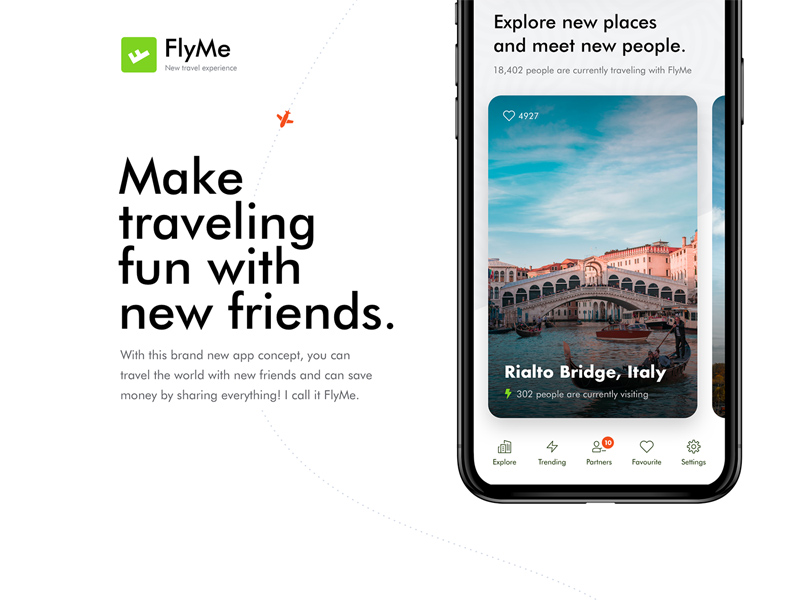 FlyMe
New travel experience
Make
traveling
fun with
new friends.
With this brand new app concept, you can
travel the world with new friends and can save
money by sharing everything! I call it FlyMe.
Explore new places
and meet new people.
18,402 people are currently traveling with FlyMe
4927
Rialto Bridge, Italy
302 people are currently visiting
10
Explore Trending Partners Favourite Settings